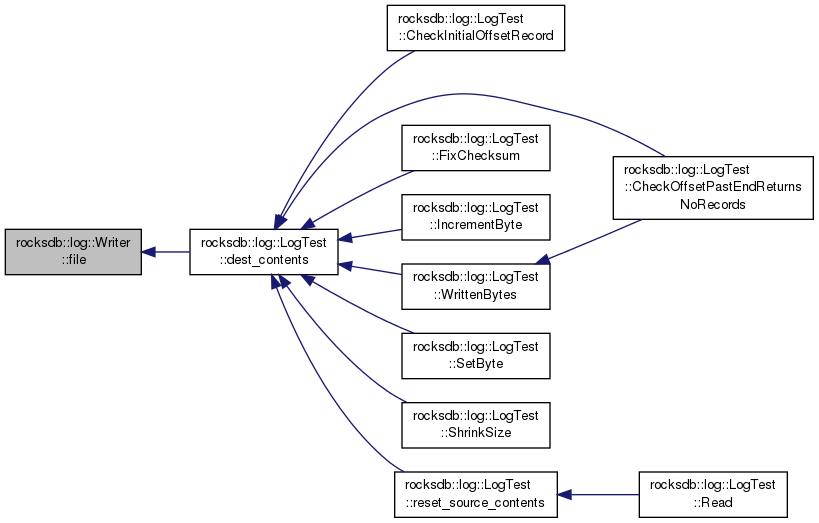 rocksdb::log::LogTest
::CheckInitialOffsetRecord
rocksdb::log::LogTest
::FixChecksum
rocksdb::log::LogTest
::CheckOffsetPastEndReturns
NoRecords
rocksdb::log::LogTest
::IncrementByte
rocksdb::log::Writer
::file
rocksdb::log::LogTest
::dest_contents
rocksdb::log::LogTest
::WrittenBytes
rocksdb::log::LogTest
::SetByte
rocksdb::log::LogTest
::ShrinkSize
rocksdb::log::LogTest
::reset_source_contents
rocksdb::log::LogTest
::Read